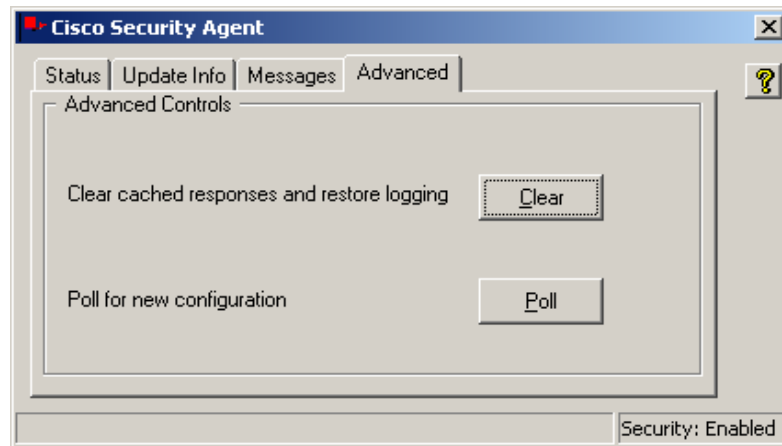 Cisco Security Agent
Status
Update Info
Messages
Advanced
Advanced Controls
Clear cached responses and restore logging
Clear
Poll for new configuration
Poll
Security: Enabled